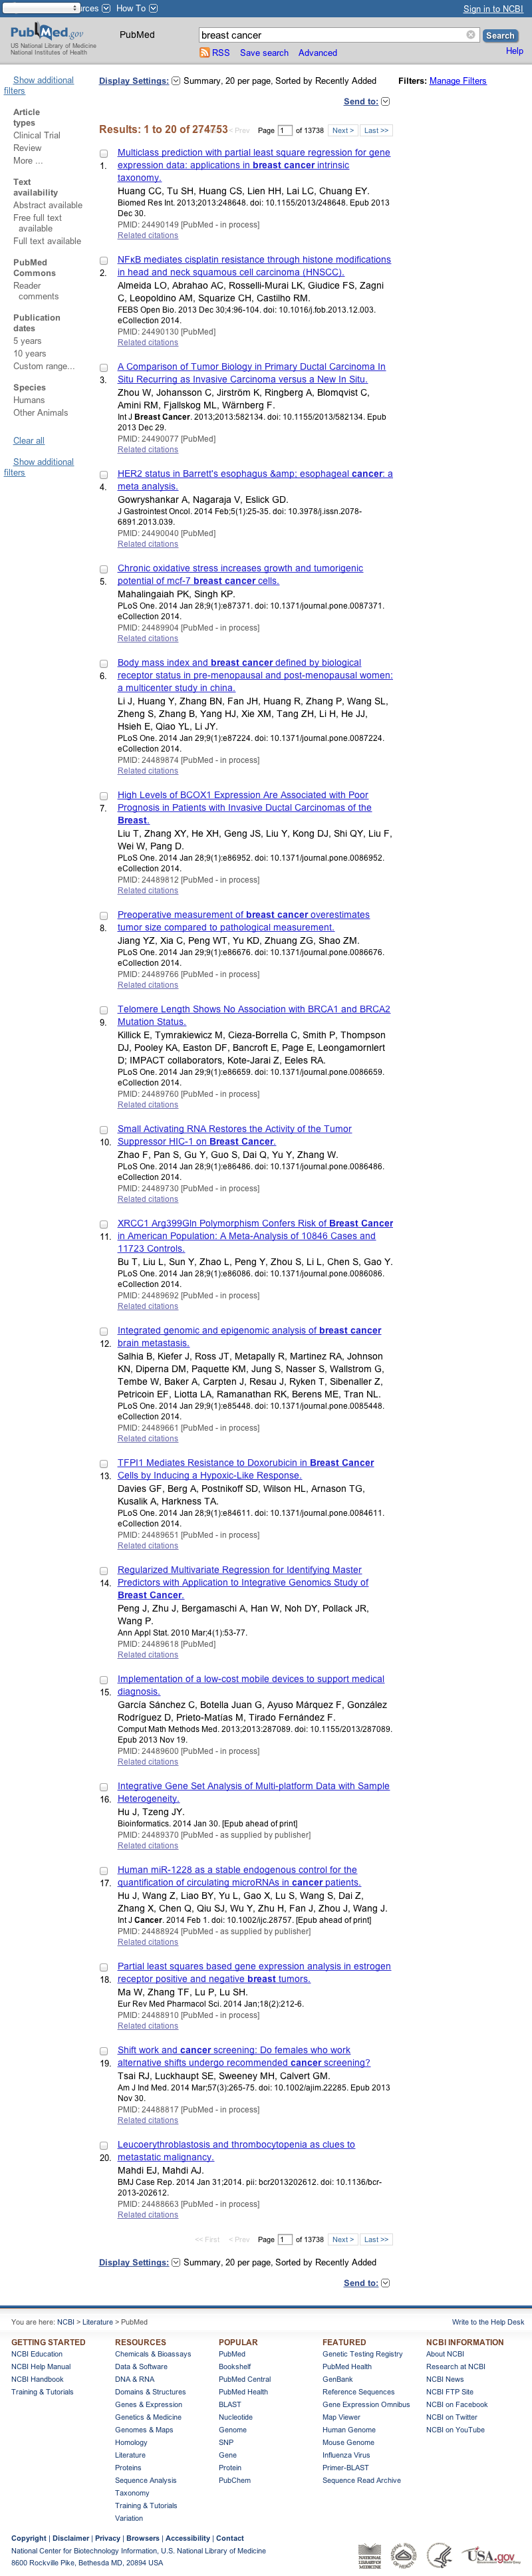 urces How To Sign in to NCBI
PubMed.gov
US National Library of Medicine
National Institutes of Health
PubMed
breast cancer
Search
RSS Save search Advanced Help
Show additional
filters
Article
types
Clinical Trial
Review
More ...
Text
availability
Abstract available
Free full text
available
Full text available
PubMed
Commons
Reader
comments
Publication
dates
5 years
10 years
Custom range...
Species
Humans
Other Animals
Clear all
Show additional
filters
Display Settings: Summary, 20 per page, Sorted by Recently Added
Send to:
Filters: Manage Filters
Results: 1 to 20 of 274753
< Prev Page 1 of 13738 Next > Last >>
1. Multiclass prediction with partial least square regression for gene
expression data: applications in breast cancer intrinsic
taxonomy.
Huang CC, Tu SH, Huang CS, Lien HH, Lai LC, Chuang EY.
Biomed Res Int. 2013;2013:248648. doi: 10.1155/2013/248648. Epub 2013
Dec 30.
PMID: 24490149 [PubMed - in process]
Related citations
2. NFκB mediates cisplatin resistance through histone modifications
in head and neck squamous cell carcinoma (HNSCC).
Almeida LO, Abrahao AC, Rosselli-Murai LK, Giudice FS, Zagni
C, Leopoldino AM, Squarize CH, Castilho RM.
FEBS Open Bio. 2013 Dec 30;4:96-104. doi: 10.1016/j.fob.2013.12.003.
eCollection 2014.
PMID: 24490130 [PubMed]
Related citations
3. A Comparison of Tumor Biology in Primary Ductal Carcinoma In
Situ Recurring as Invasive Carcinoma versus a New In Situ.
Zhou W, Johansson C, Jirström K, Ringberg A, Blomqvist C,
Amini RM, Fjallskog ML, Wärnberg F.
Int J Breast Cancer. 2013;2013:582134. doi: 10.1155/2013/582134. Epub
2013 Dec 29.
PMID: 24490077 [PubMed]
Related citations
4. HER2 status in Barrett's esophagus &amp; esophageal cancer: a
meta analysis.
Gowryshankar A, Nagaraja V, Eslick GD.
J Gastrointest Oncol. 2014 Feb;5(1):25-35. doi: 10.3978/j.issn.2078-
6891.2013.039.
PMID: 24490040 [PubMed]
Related citations
5. Chronic oxidative stress increases growth and tumorigenic
potential of mcf-7 breast cancer cells.
Mahalingaiah PK, Singh KP.
PLoS One. 2014 Jan 28;9(1):e87371. doi: 10.1371/journal.pone.0087371.
eCollection 2014.
PMID: 24489904 [PubMed - in process]
Related citations
6. Body mass index and breast cancer defined by biological
receptor status in pre-menopausal and post-menopausal women:
a multicenter study in china.
Li J, Huang Y, Zhang BN, Fan JH, Huang R, Zhang P, Wang SL,
Zheng S, Zhang B, Yang HJ, Xie XM, Tang ZH, Li H, He JJ,
Hsieh E, Qiao YL, Li JY.
PLoS One. 2014 Jan 28;9(1):e87224. doi: 10.1371/journal.pone.0087224.
eCollection 2014.
PMID: 24489874 [PubMed - in process]
Related citations
7. High Levels of BCOX1 Expression Are Associated with Poor
Prognosis in Patients with Invasive Ductal Carcinomas of the
Breast.
Liu T, Zhang XY, He XH, Geng JS, Liu Y, Kong DJ, Shi QY, Liu F,
Wei W, Pang D.
PLoS One. 2014 Jan 28;9(1):e86952. doi: 10.1371/journal.pone.0086952.
eCollection 2014.
PMID: 24489812 [PubMed - in process]
Related citations
8. Preoperative measurement of breast cancer overestimates
tumor size compared to pathological measurement.
Jiang YZ, Xia C, Peng WT, Yu KD, Zhuang ZG, Shao ZM.
PLoS One. 2014 Jan 29;9(1):e86676. doi: 10.1371/journal.pone.0086676.
eCollection 2014.
PMID: 24489766 [PubMed - in process]
Related citations
9. Telomere Length Shows No Association with BRCA1 and BRCA2
Mutation Status.
Killick E, Tymrakiewicz M, Cieza-Borrella C, Smith P, Thompson
DJ, Pooley KA, Easton DF, Bancroft E, Page E, Leongamornlert
D; IMPACT collaborators, Kote-Jarai Z, Eeles RA.
PLoS One. 2014 Jan 29;9(1):e86659. doi: 10.1371/journal.pone.0086659.
eCollection 2014.
PMID: 24489760 [PubMed - in process]
Related citations
10. Small Activating RNA Restores the Activity of the Tumor
Suppressor HIC-1 on Breast Cancer.
Zhao F, Pan S, Gu Y, Guo S, Dai Q, Yu Y, Zhang W.
PLoS One. 2014 Jan 28;9(1):e86486. doi: 10.1371/journal.pone.0086486.
eCollection 2014.
PMID: 24489730 [PubMed - in process]
Related citations
11. XRCC1 Arg399Gln Polymorphism Confers Risk of Breast Cancer
in American Population: A Meta-Analysis of 10846 Cases and
11723 Controls.
Bu T, Liu L, Sun Y, Zhao L, Peng Y, Zhou S, Li L, Chen S, Gao Y.
PLoS One. 2014 Jan 28;9(1):e86086. doi: 10.1371/journal.pone.0086086.
eCollection 2014.
PMID: 24489692 [PubMed - in process]
Related citations
12. Integrated genomic and epigenomic analysis of breast cancer
brain metastasis.
Salhia B, Kiefer J, Ross JT, Metapally R, Martinez RA, Johnson
KN, Diperna DM, Paquette KM, Jung S, Nasser S, Wallstrom G,
Tembe W, Baker A, Carpten J, Resau J, Ryken T, Sibenaller Z,
Petricoin EF, Liotta LA, Ramanathan RK, Berens ME, Tran NL.
PLoS One. 2014 Jan 29;9(1):e85448. doi: 10.1371/journal.pone.0085448.
eCollection 2014.
PMID: 24489661 [PubMed - in process]
Related citations
13. TFPI1 Mediates Resistance to Doxorubicin in Breast Cancer
Cells by Inducing a Hypoxic-Like Response.
Davies GF, Berg A, Postnikoff SD, Wilson HL, Arnason TG,
Kusalik A, Harkness TA.
PLoS One. 2014 Jan 28;9(1):e84611. doi: 10.1371/journal.pone.0084611.
eCollection 2014.
PMID: 24489651 [PubMed - in process]
Related citations
14. Regularized Multivariate Regression for Identifying Master
Predictors with Application to Integrative Genomics Study of
Breast Cancer.
Peng J, Zhu J, Bergamaschi A, Han W, Noh DY, Pollack JR,
Wang P.
Ann Appl Stat. 2010 Mar;4(1):53-77.
PMID: 24489618 [PubMed]
Related citations
15. Implementation of a low-cost mobile devices to support medical
diagnosis.
García Sánchez C, Botella Juan G, Ayuso Márquez F, González
Rodríguez D, Prieto-Matías M, Tirado Fernández F.
Comput Math Methods Med. 2013;2013:287089. doi: 10.1155/2013/287089.
Epub 2013 Nov 19.
PMID: 24489600 [PubMed - in process]
Related citations
16. Integrative Gene Set Analysis of Multi-platform Data with Sample
Heterogeneity.
Hu J, Tzeng JY.
Bioinformatics. 2014 Jan 30. [Epub ahead of print]
PMID: 24489370 [PubMed - as supplied by publisher]
Related citations
17. Human miR-1228 as a stable endogenous control for the
quantification of circulating microRNAs in cancer patients.
Hu J, Wang Z, Liao BY, Yu L, Gao X, Lu S, Wang S, Dai Z,
Zhang X, Chen Q, Qiu SJ, Wu Y, Zhu H, Fan J, Zhou J, Wang J.
Int J Cancer. 2014 Feb 1. doi: 10.1002/ijc.28757. [Epub ahead of print]
PMID: 24488924 [PubMed - as supplied by publisher]
Related citations
18. Partial least squares based gene expression analysis in estrogen
receptor positive and negative breast tumors.
Ma W, Zhang TF, Lu P, Lu SH.
Eur Rev Med Pharmacol Sci. 2014 Jan;18(2):212-6.
PMID: 24488910 [PubMed - in process]
Related citations
19. Shift work and cancer screening: Do females who work
alternative shifts undergo recommended cancer screening?
Tsai RJ, Luckhaupt SE, Sweeney MH, Calvert GM.
Am J Ind Med. 2014 Mar;57(3):265-75. doi: 10.1002/ajim.22285. Epub 2013
Nov 30.
PMID: 24488817 [PubMed - in process]
Related citations
20. Leucoerythroblastosis and thrombocytopenia as clues to
metastatic malignancy.
Mahdi EJ, Mahdi AJ.
BMJ Case Rep. 2014 Jan 31;2014. pii: bcr2013202612. doi: 10.1136/bcr-
2013-202612.
PMID: 24488663 [PubMed - in process]
Related citations
<< First < Prev Page 1 of 13738 Next > Last >>
Display Settings: Summary, 20 per page, Sorted by Recently Added
Send to:
You are here: NCBI > Literature > PubMed Write to the Help Desk
GETTING STARTED
NCBI Education
NCBI Help Manual
NCBI Handbook
Training & Tutorials
RESOURCES
Chemicals & Bioassays
Data & Software
DNA & RNA
Domains & Structures
Genes & Expression
Genetics & Medicine
Genomes & Maps
Homology
Literature
Proteins
Sequence Analysis
Taxonomy
Training & Tutorials
Variation
POPULAR
PubMed
Bookshelf
PubMed Central
PubMed Health
BLAST
Nucleotide
Genome
SNP
Gene
Protein
PubChem
FEATURED
Genetic Testing Registry
PubMed Health
GenBank
Reference Sequences
Gene Expression Omnibus
Map Viewer
Human Genome
Mouse Genome
Influenza Virus
Primer-BLAST
Sequence Read Archive
NCBI INFORMATION
About NCBI
Research at NCBI
NCBI News
NCBI FTP Site
NCBI on Facebook
NCBI on Twitter
NCBI on YouTube
Copyright | Disclaimer | Privacy | Browsers | Accessibility | Contact
National Center for Biotechnology Information, U.S. National Library of Medicine
8600 Rockville Pike, Bethesda MD, 20894 USA
USA.gov